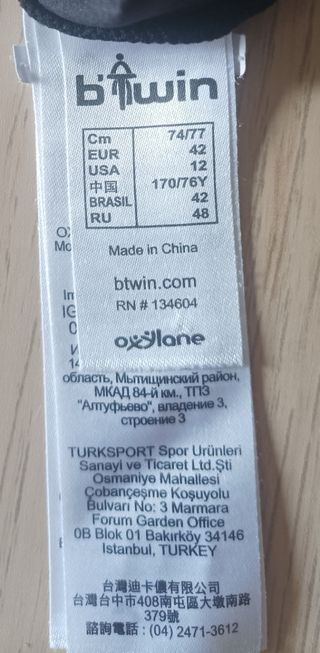 b'twin
Cm 74/77
EUR 42
USA 12
中国 170/76Y
BRASIL 42
RU 48
Made in China
btwin.com
RN # 134604
oxylane
область, Мытищинский район,
МКАД 84-й км., ТПЗ
"Алтуфьево", владение 3,
строение 3
TURKSPORT Spor Ürünleri
Sanayi ve Ticaret Ltd.Şti
Osmaniye Mahallesi
Çobançeşme Koşuyolu
Bulvarı No: 3 Marmara
Forum Garden Office
0B Blok 01 Bakırköy 34146
Istanbul, TURKEY
台灣迪卡儂有限公司
台灣台中市408南屯區大墩南路
379號
諮詢電話 : (04) 2471-3612